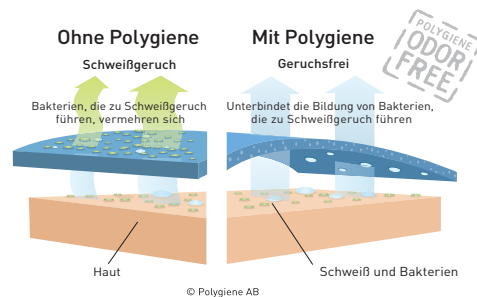 Ohne Polygiene
Schweißgeruch
Bakterien, die zu Schweißgeruch
führen, vermehren sich
Mit Polygiene
Geruchsfrei
Unterbindet die Bildung von Bakterien,
die zu Schweißgeruch führen
POLYGIENE
ODOR
FREE
Haut
Schweiß und Bakterien
© Polygiene AB